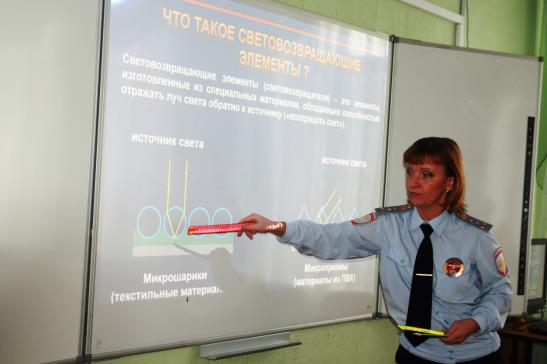 ЧТО ТАКОЕ СВЕТОВОЗВРАЩАЮЩИЕ
ЭЛЕМЕНТЫ ?
Световозвращающие элементы (световозвращатели) – это элементы,
изготовленные из специальных материалов, обладающих способностью
отражать луч света обратно к источнику («возвращать свет»).
источник света
источник света
Микрошарики
(текстильные материал
Микропризмы
(материалы из ПВХ)